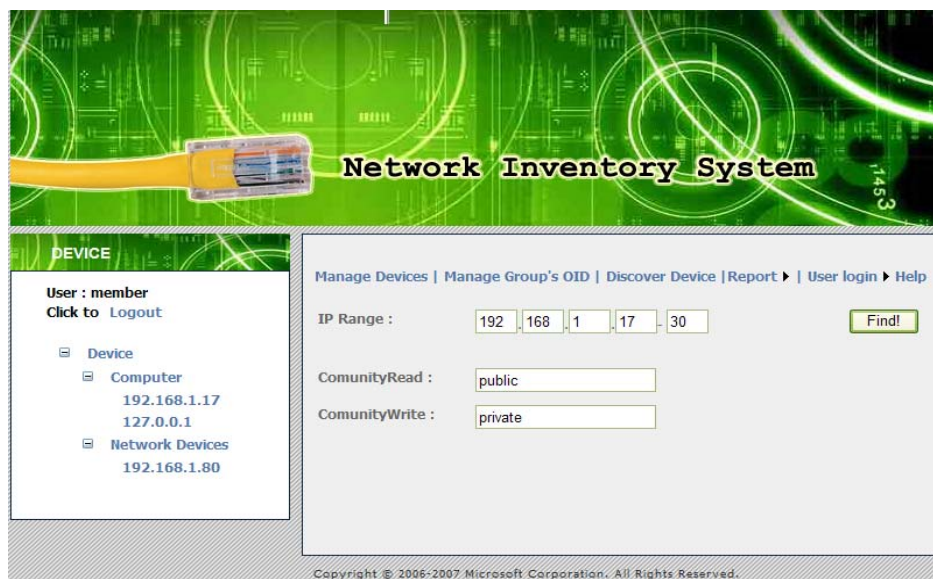 Network Inventory System
1453
DEVICE
User : member
Click to Logout
Device
Computer
192.168.1.17
127.0.0.1
Network Devices
192.168.1.80
Manage Devices | Manage Group's OID | Discover Device |Report | User login Help
IP Range : 192 . 168 . 1 . 17 - 30 Find!
ComunityRead : public
ComunityWrite : private
Copyright © 2006-2007 Microsoft Corporation. All Rights Reserved.